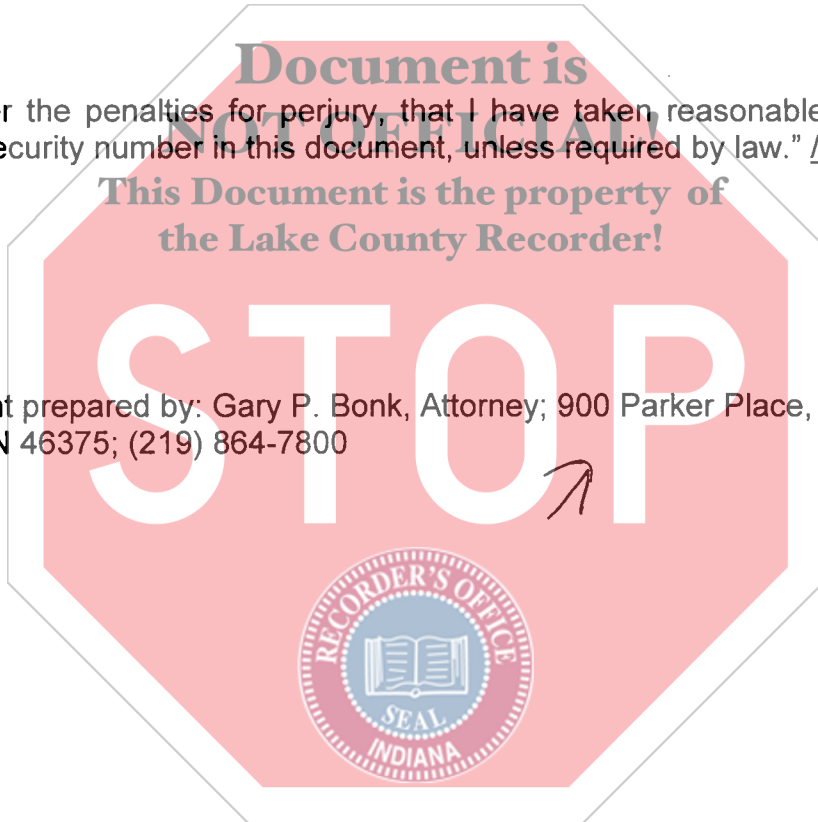 Document is
r the penalties for perjury, that I have taken reasonable
NOT OFFICIAL!
ecurity number in this document, unless required by law." /
This Document is the property of
the Lake County Recorder!
STOP
t prepared by: Gary P. Bonk, Attorney; 900 Parker Place,
N 46375; (219) 864-7800
RECORDER'S OFFICE
SEAL
INDIANA